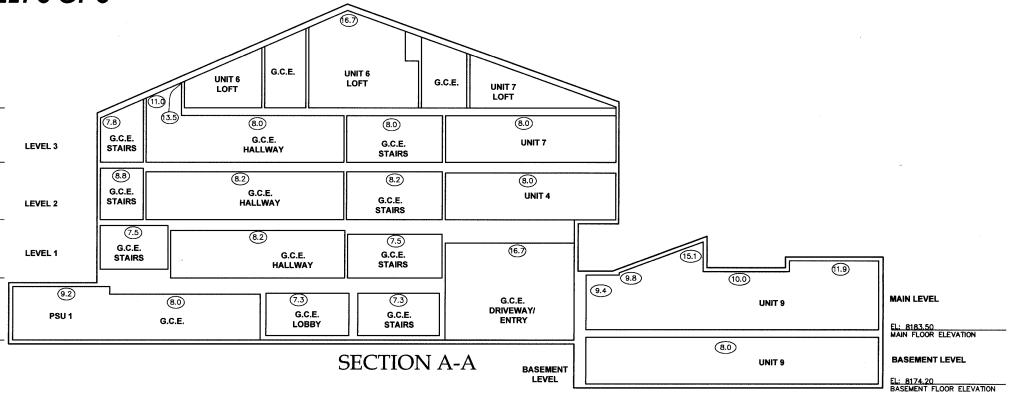 16.7
UNIT 6
LOFT
G.C.E.
UNIT 6
LOFT
G.C.E.
UNIT 7
LOFT
11.0
13.5
7.8
8.0
8.0
8.0
LEVEL 3
G.C.E.
STAIRS
G.C.E.
HALLWAY
G.C.E.
STAIRS
UNIT 7
8.8
8.2
8.2
8.0
LEVEL 2
G.C.E.
STAIRS
G.C.E.
HALLWAY
G.C.E.
STAIRS
UNIT 4
7.5
8.2
7.5
16.7
LEVEL 1
G.C.E.
STAIRS
G.C.E.
HALLWAY
G.C.E.
STAIRS
15.1
9.8
10.0
11.9
9.4
9.2
8.0
7.3
7.3
PSU 1
G.C.E.
G.C.E.
LOBBY
G.C.E.
STAIRS
G.C.E.
DRIVEWAY/
ENTRY
UNIT 9
MAIN LEVEL
EL: 8183.50
MAIN FLOOR ELEVATION
8.0
UNIT 9
SECTION A-A
BASEMENT
LEVEL
BASEMENT LEVEL
EL: 8174.20
BASEMENT FLOOR ELEVATION